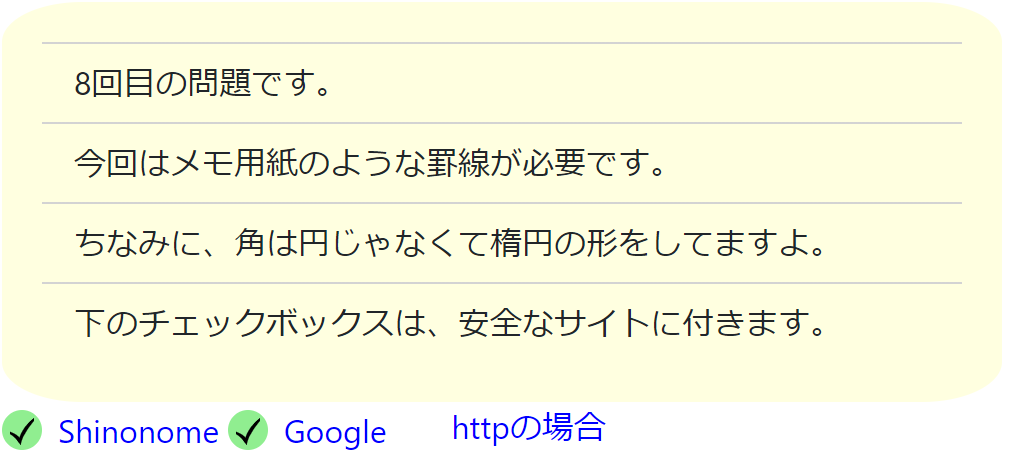 8回目の問題です。
今回はメモ用紙のような罫線が必要です。
ちなみに、角は円じゃなくて楕円の形をしてますよ。
下のチェックボックスは、安全なサイトに付きます。
Shinonome Google httpの場合